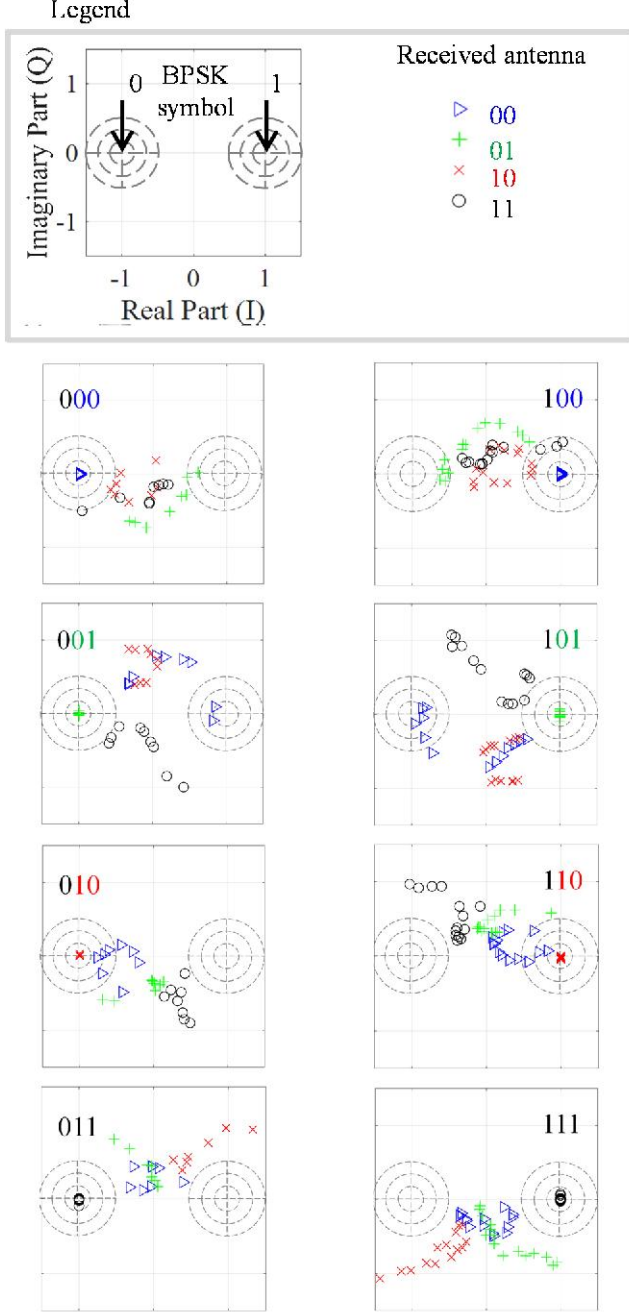 Legend
Imaginary Part (Q)
1
0
-1
0 BPSK 1
symbol
-1 0 1
Real Part (I)
Received antenna
00
01
10
11
000
100
001
101
010
110
011
111